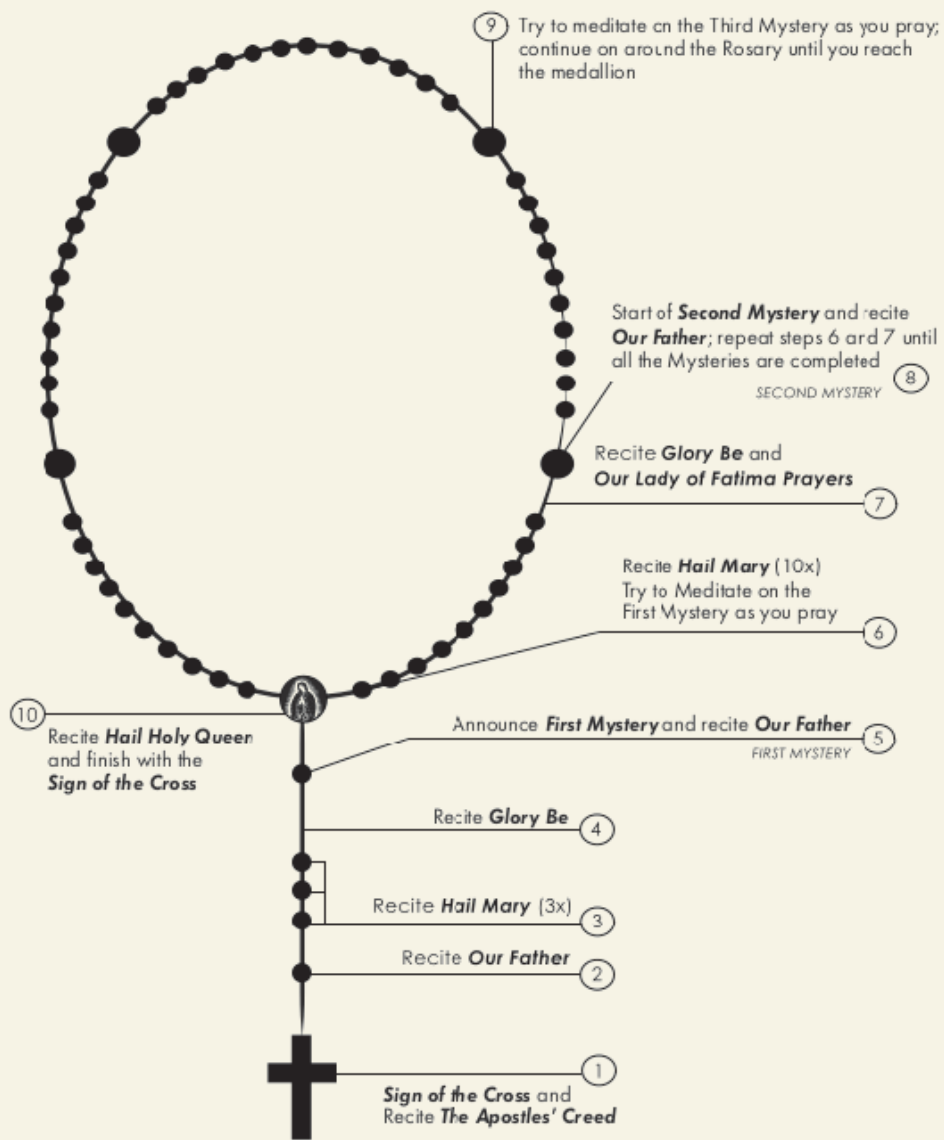 9 Try to meditate cn the Third Mystery as you pray;
continue on around the Rosary until you reach
the medallion
Start of Second Mystery and recite
Our Father; repeat steps 6 ard 7 until
all the Mysteries are completed
8
SECOND MYSTERY
Recite Glory Be and
Our Lady of Fatima Prayers
7
Recite Hail Mary (10x)
Try to Meditate on the
First Mystery as you pray
6
10
Recite Hail Holy Queen
and finish with the
Sign of the Cross
Announce First Mystery and recite Our Father
5
FIRST MYSTERY
Recite Glory Be
4
Recite Hail Mary (3x)
3
Recite Our Father
2
1
Sign of the Cross and
Recite The Apostles' Creed